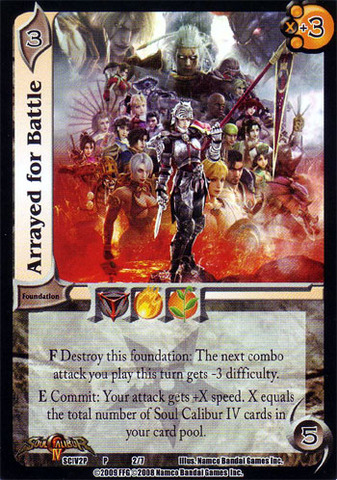 3
X+3
Arrayed for Battle
Foundation
F Destroy this foundation: The next combo
attack you play this turn gets -3 difficulty.
E Commit: Your attack gets +X speed. X equals
the total number of Soul Calibur IV cards in
your card pool.
5
SOUL CALIBUR
IV
SCIV2P P 2/7 Illus. Namco Bandai Games Inc.
©2009 FFG ©2008 Namco Bandai Games Inc.